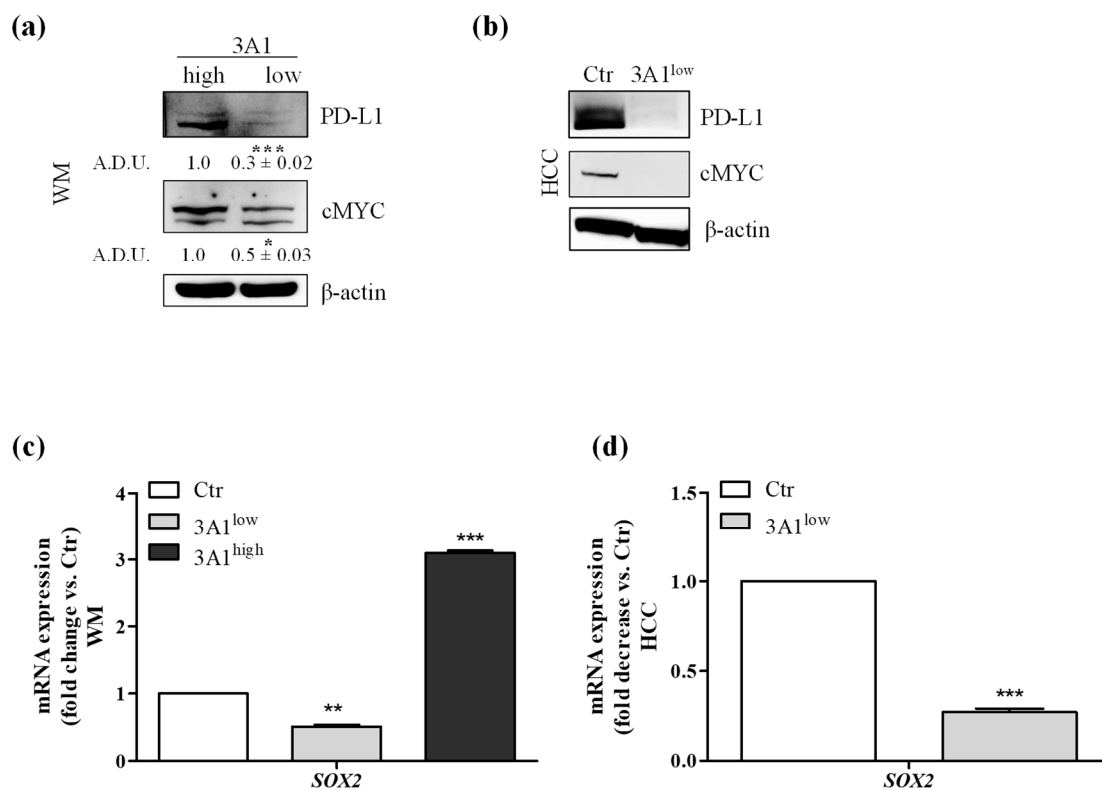 (a)
3A1
high low
PD-L1
A.D.U. 1.0 0.3 ± 0.02
***
WM
cMYC
A.D.U. 1.0 0.5 ± 0.03
*
β-actin
(b)
Ctr 3A1low
PD-L1
HCC
cMYC
β-actin
(c)
mRNA expression
(fold change vs. Ctr)
WM
4
3
2
1
0
Ctr
3A1low
3A1high
**
***
SOX2
(d)
mRNA expression
(fold decrease vs. Ctr)
HCC
1.5
1.0
0.5
0.0
Ctr
3A1low
***
SOX2